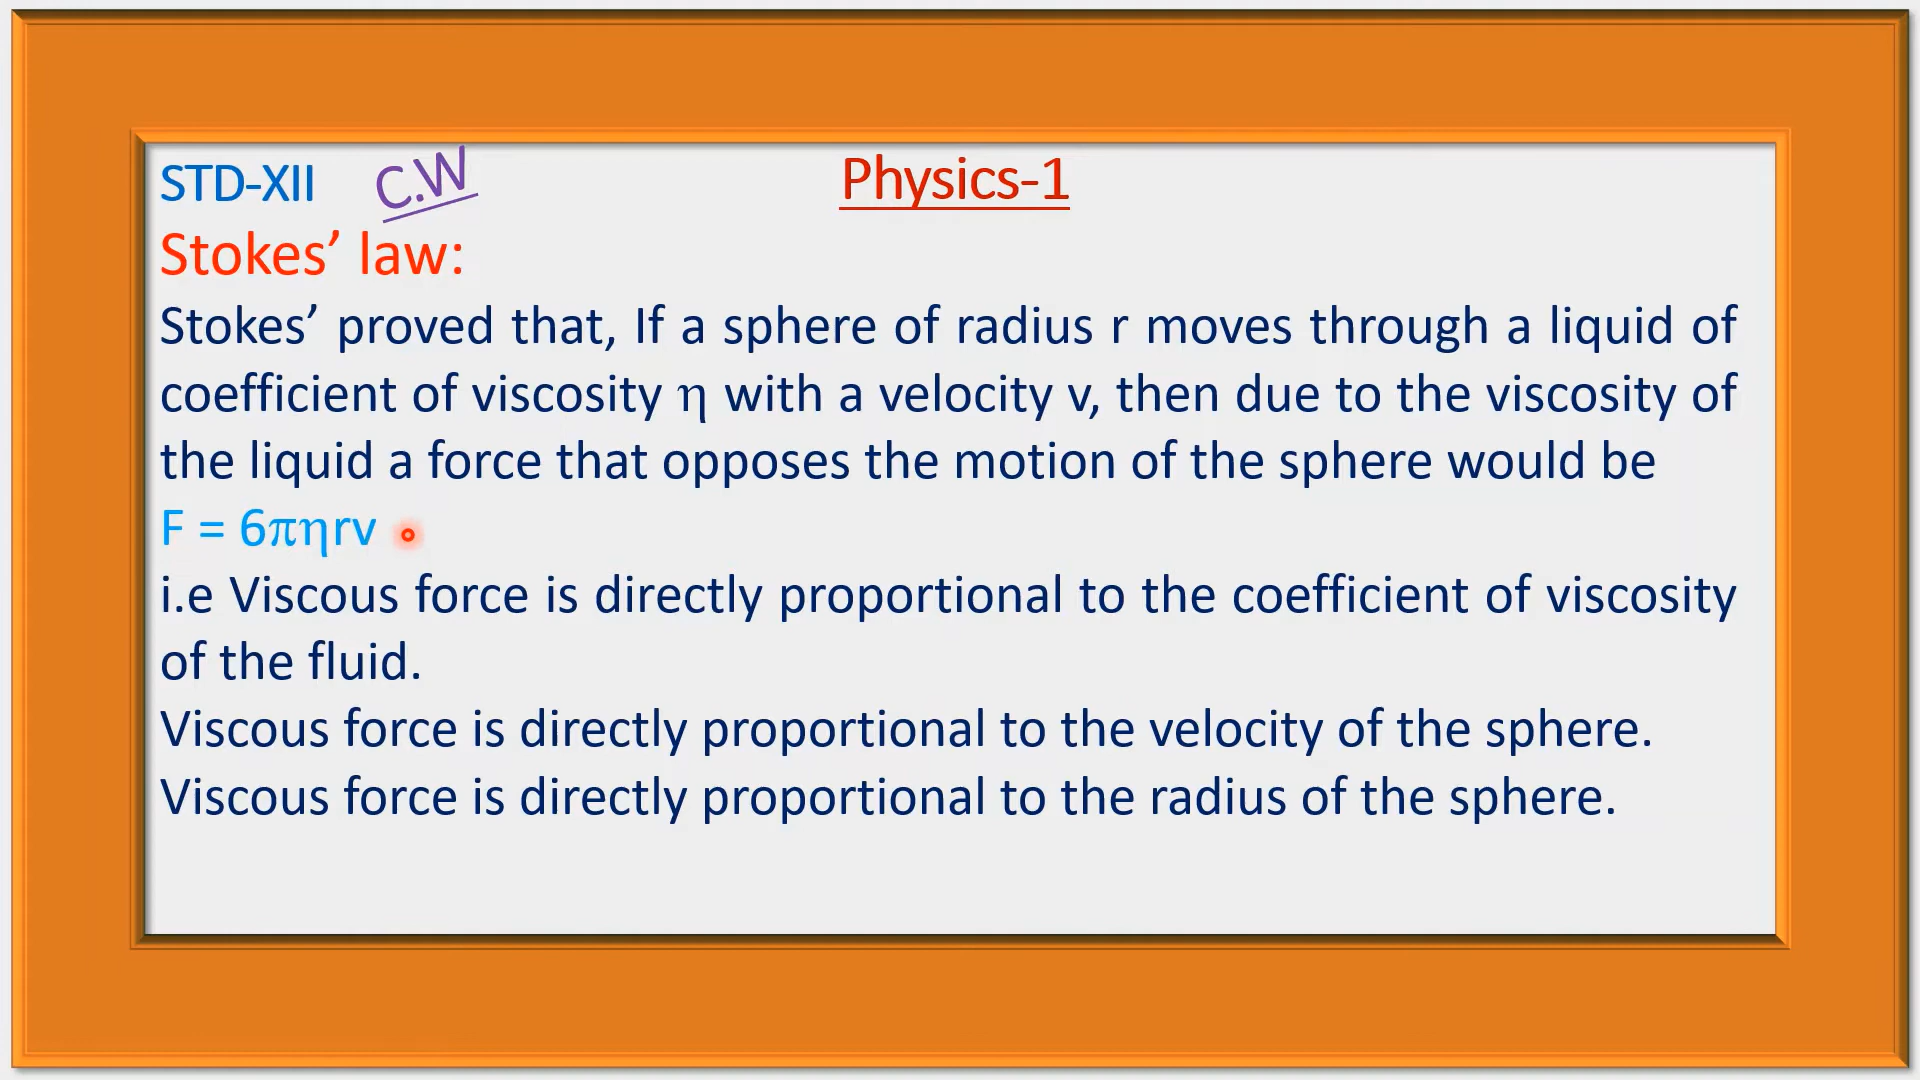 STD-XII C.W Physics-1
Stokes’ law:
Stokes’ proved that, If a sphere of radius r moves through a liquid of
coefficient of viscosity η with a velocity v, then due to the viscosity of
the liquid a force that opposes the motion of the sphere would be
F = 6πηrv
i.e Viscous force is directly proportional to the coefficient of viscosity
of the fluid.
Viscous force is directly proportional to the velocity of the sphere.
Viscous force is directly proportional to the radius of the sphere.